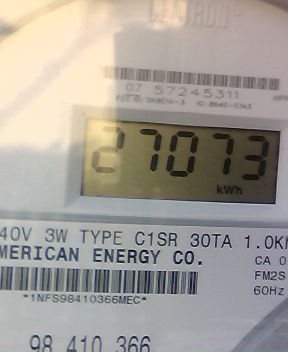 CENTRON
07 57245311
27073
kWh
40V 3W TYPE C1SR 30TA 1.0K
MERICAN ENERGY CO.
CA 0
FM2S
*1NFS98410366MEC*
60Hz
98 410 366